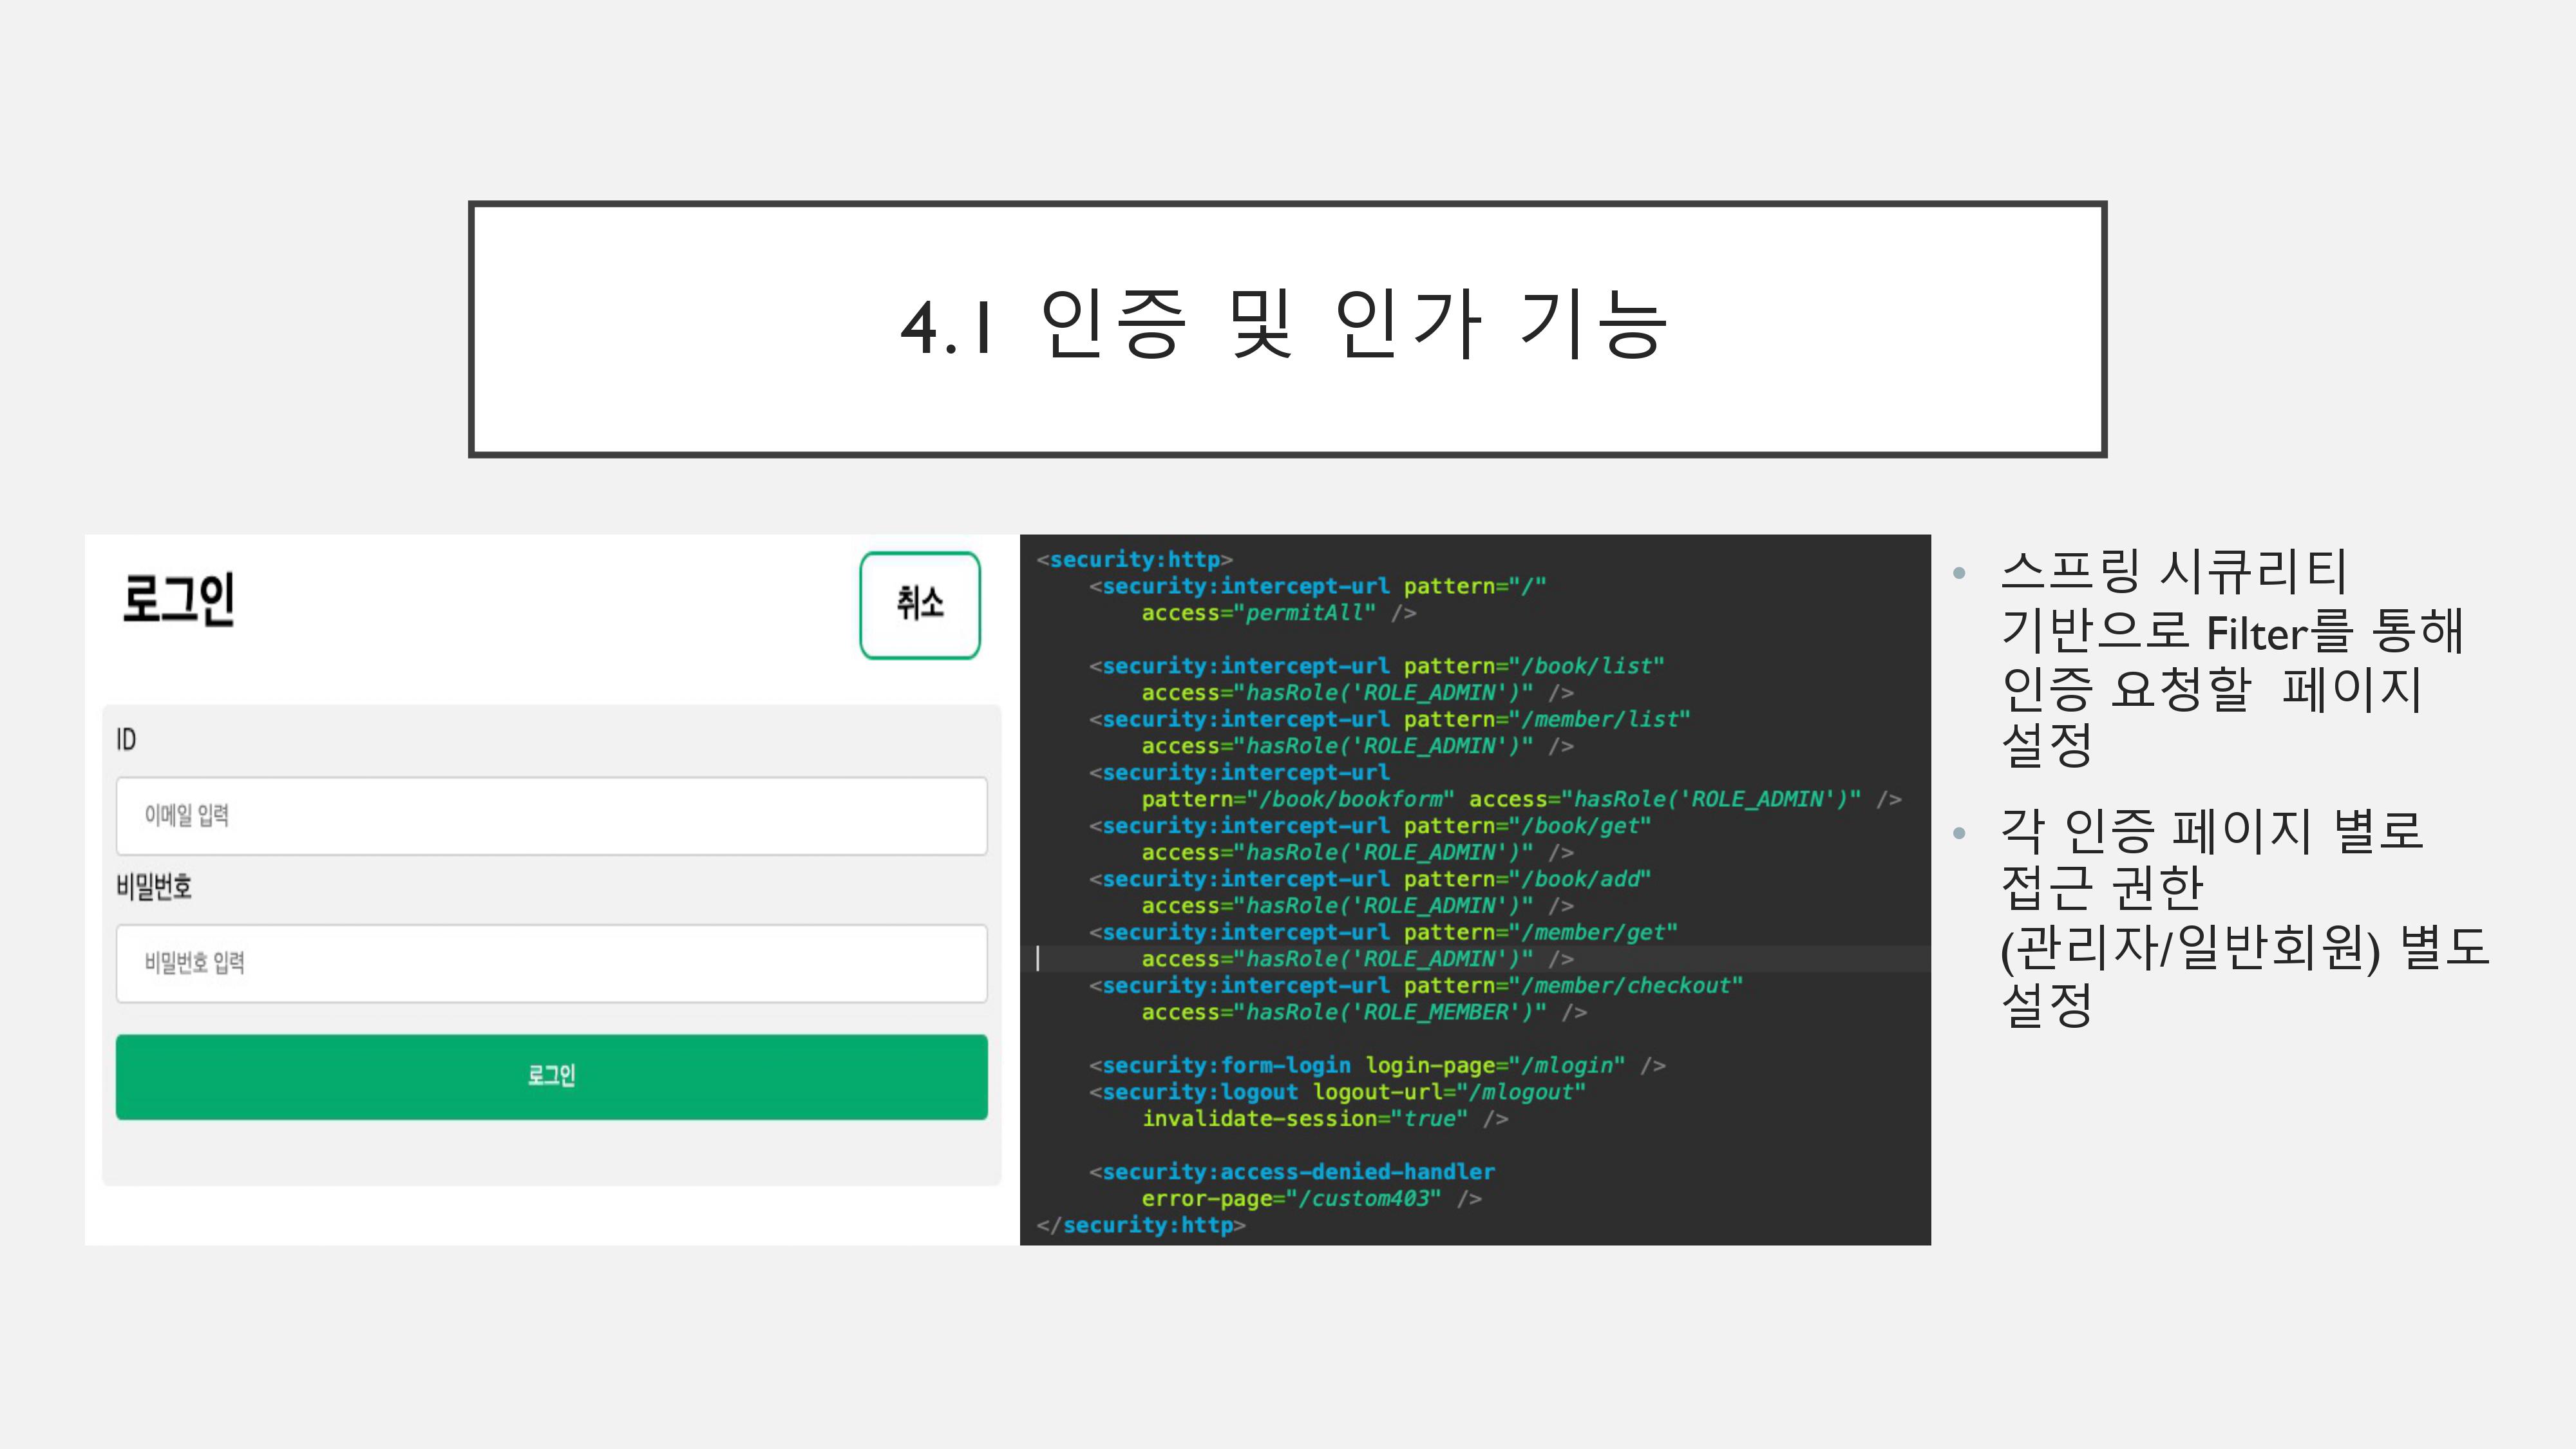 4.1 인증 및 인가 기능
로그인
취소
ID
이메일 입력
비밀번호
비밀번호 입력
로그인
<security:http>
<security:intercept-url pattern="/"
access="permitAll" />
<security:intercept-url pattern="/book/list"
access="hasRole('ROLE_ADMIN')" />
<security:intercept-url pattern="/member/list"
access="hasRole('ROLE_ADMIN')" />
<security:intercept-url
pattern="/book/bookform" access="hasRole('ROLE_ADMIN')" />
<security:intercept-url pattern="/book/get"
access="hasRole('ROLE_ADMIN')" />
<security:intercept-url pattern="/book/add"
access="hasRole('ROLE_ADMIN')" />
<security:intercept-url pattern="/member/get"
access="hasRole('ROLE_ADMIN')" />
<security:intercept-url pattern="/member/checkout"
access="hasRole('ROLE_MEMBER')" />
<security:form-login login-page="/mlogin" />
<security:logout logout-url="/mlogout"
invalidate-session="true" />
<security:access-denied-handler
error-page="/custom403" />
</security:http>
• 스프링 시큐리티
기반으로 Filter를 통해
인증 요청할 페이지
설정
• 각 인증 페이지 별로
접근 권한
(관리자/일반회원) 별도
설정